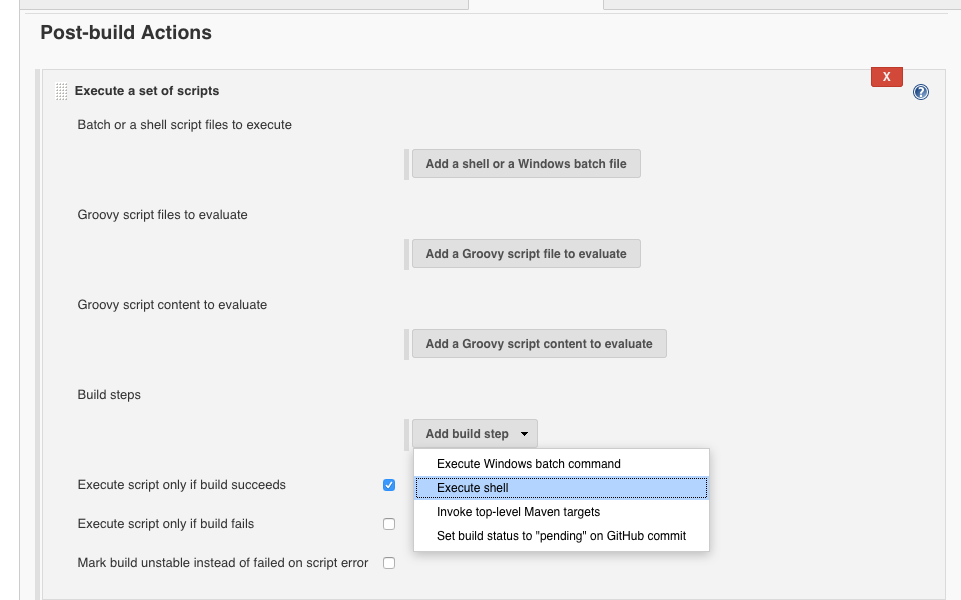 Post-build Actions
X
Execute a set of scripts
?
Batch or a shell script files to execute
Add a shell or a Windows batch file
Groovy script files to evaluate
Add a Groovy script file to evaluate
Groovy script content to evaluate
Add a Groovy script content to evaluate
Build steps
Add build step
Execute Windows batch command
Execute script only if build succeeds
Execute shell
Invoke top-level Maven targets
Execute script only if build fails
Set build status to "pending" on GitHub commit
Mark build unstable instead of failed on script error